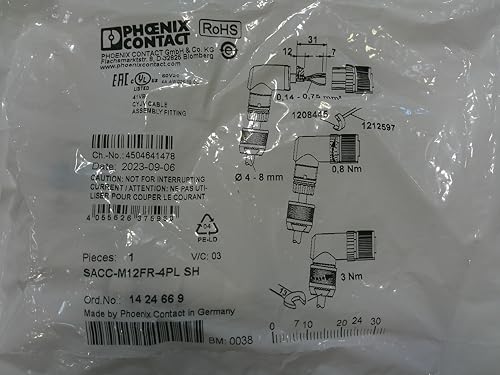 PHOENIX
CONTACT
RoHS
PHOENIX CONTACT GmbH & Co. KG
Flachsmarktstr. 8, D-32825 Blomberg
www.phoenixcontact.com
EAC
c UL us
LISTED
CYJV CABLE
ASSEMBLY FITTING
Ch.-No.: 4504641478
Date: 2023-09-06
CAUTION: NOT FOR INTERRUPTING
CURRENT / ATTENTION: NE PAS UTI-
LISER POUR COUPER LE COURANT
04
PE-LD
Pieces: 1 V/C: 03
SACC-M12FR-4PL SH
Ord.No.: 14 24 66 9
Made by Phoenix Contact in Germany
BM: 0038
31
12 7
0,14 - 0,75 mm²
1208445
1212597
Ø 4 - 8 mm
0,8 Nm
3 Nm
0 7 10 20 24 30